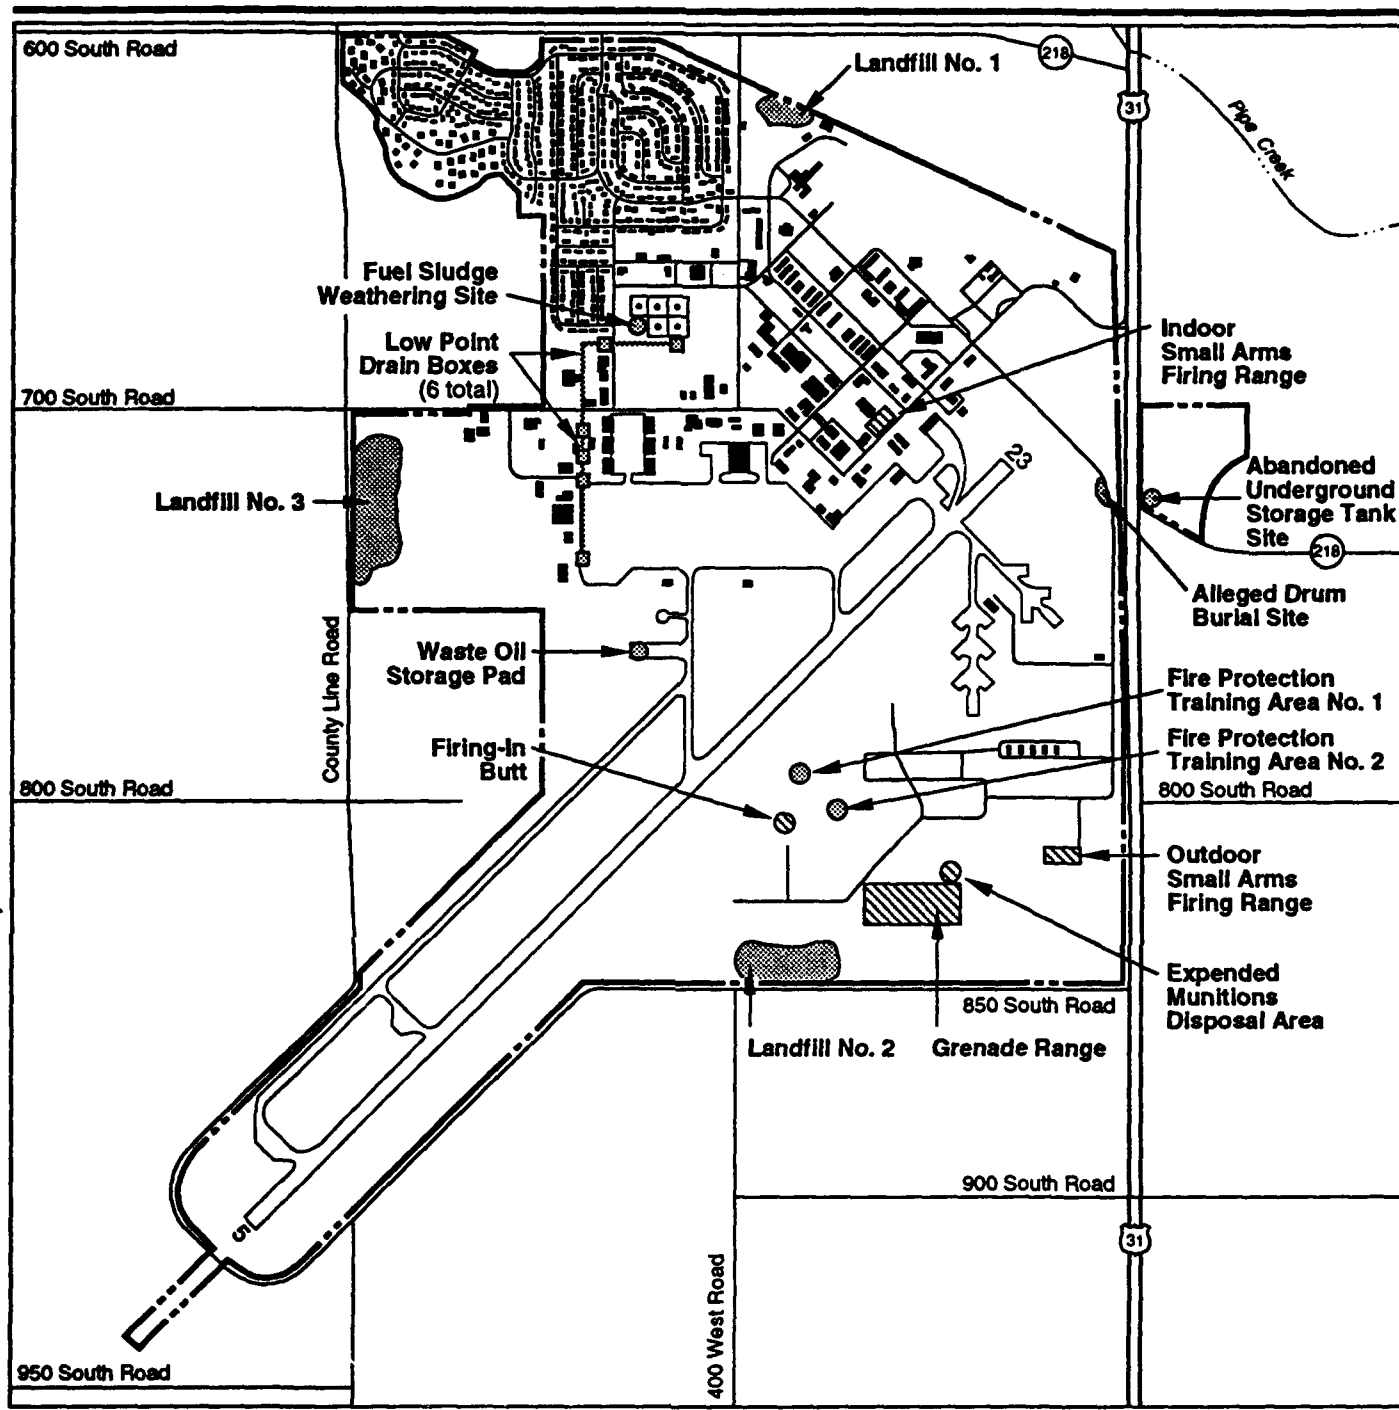 600 South Road
Landfill No. 1
218
31
Pipe Creek
Fuel Sludge
Weathering Site
Low Point
Drain Boxes
(6 total)
Indoor
Small Arms
Firing Range
700 South Road
23
Abandoned
Underground
Storage Tank
Site
218
Landfill No. 3
Alleged Drum
Burial Site
County Line Road
Waste Oil
Storage Pad
Fire Protection
Training Area No. 1
Firing-In
Butt
Fire Protection
Training Area No. 2
800 South Road
800 South Road
Outdoor
Small Arms
Firing Range
Expended
Munitions
Disposal Area
850 South Road
Landfill No. 2
Grenade Range
900 South Road
5
31
400 West Road
950 South Road